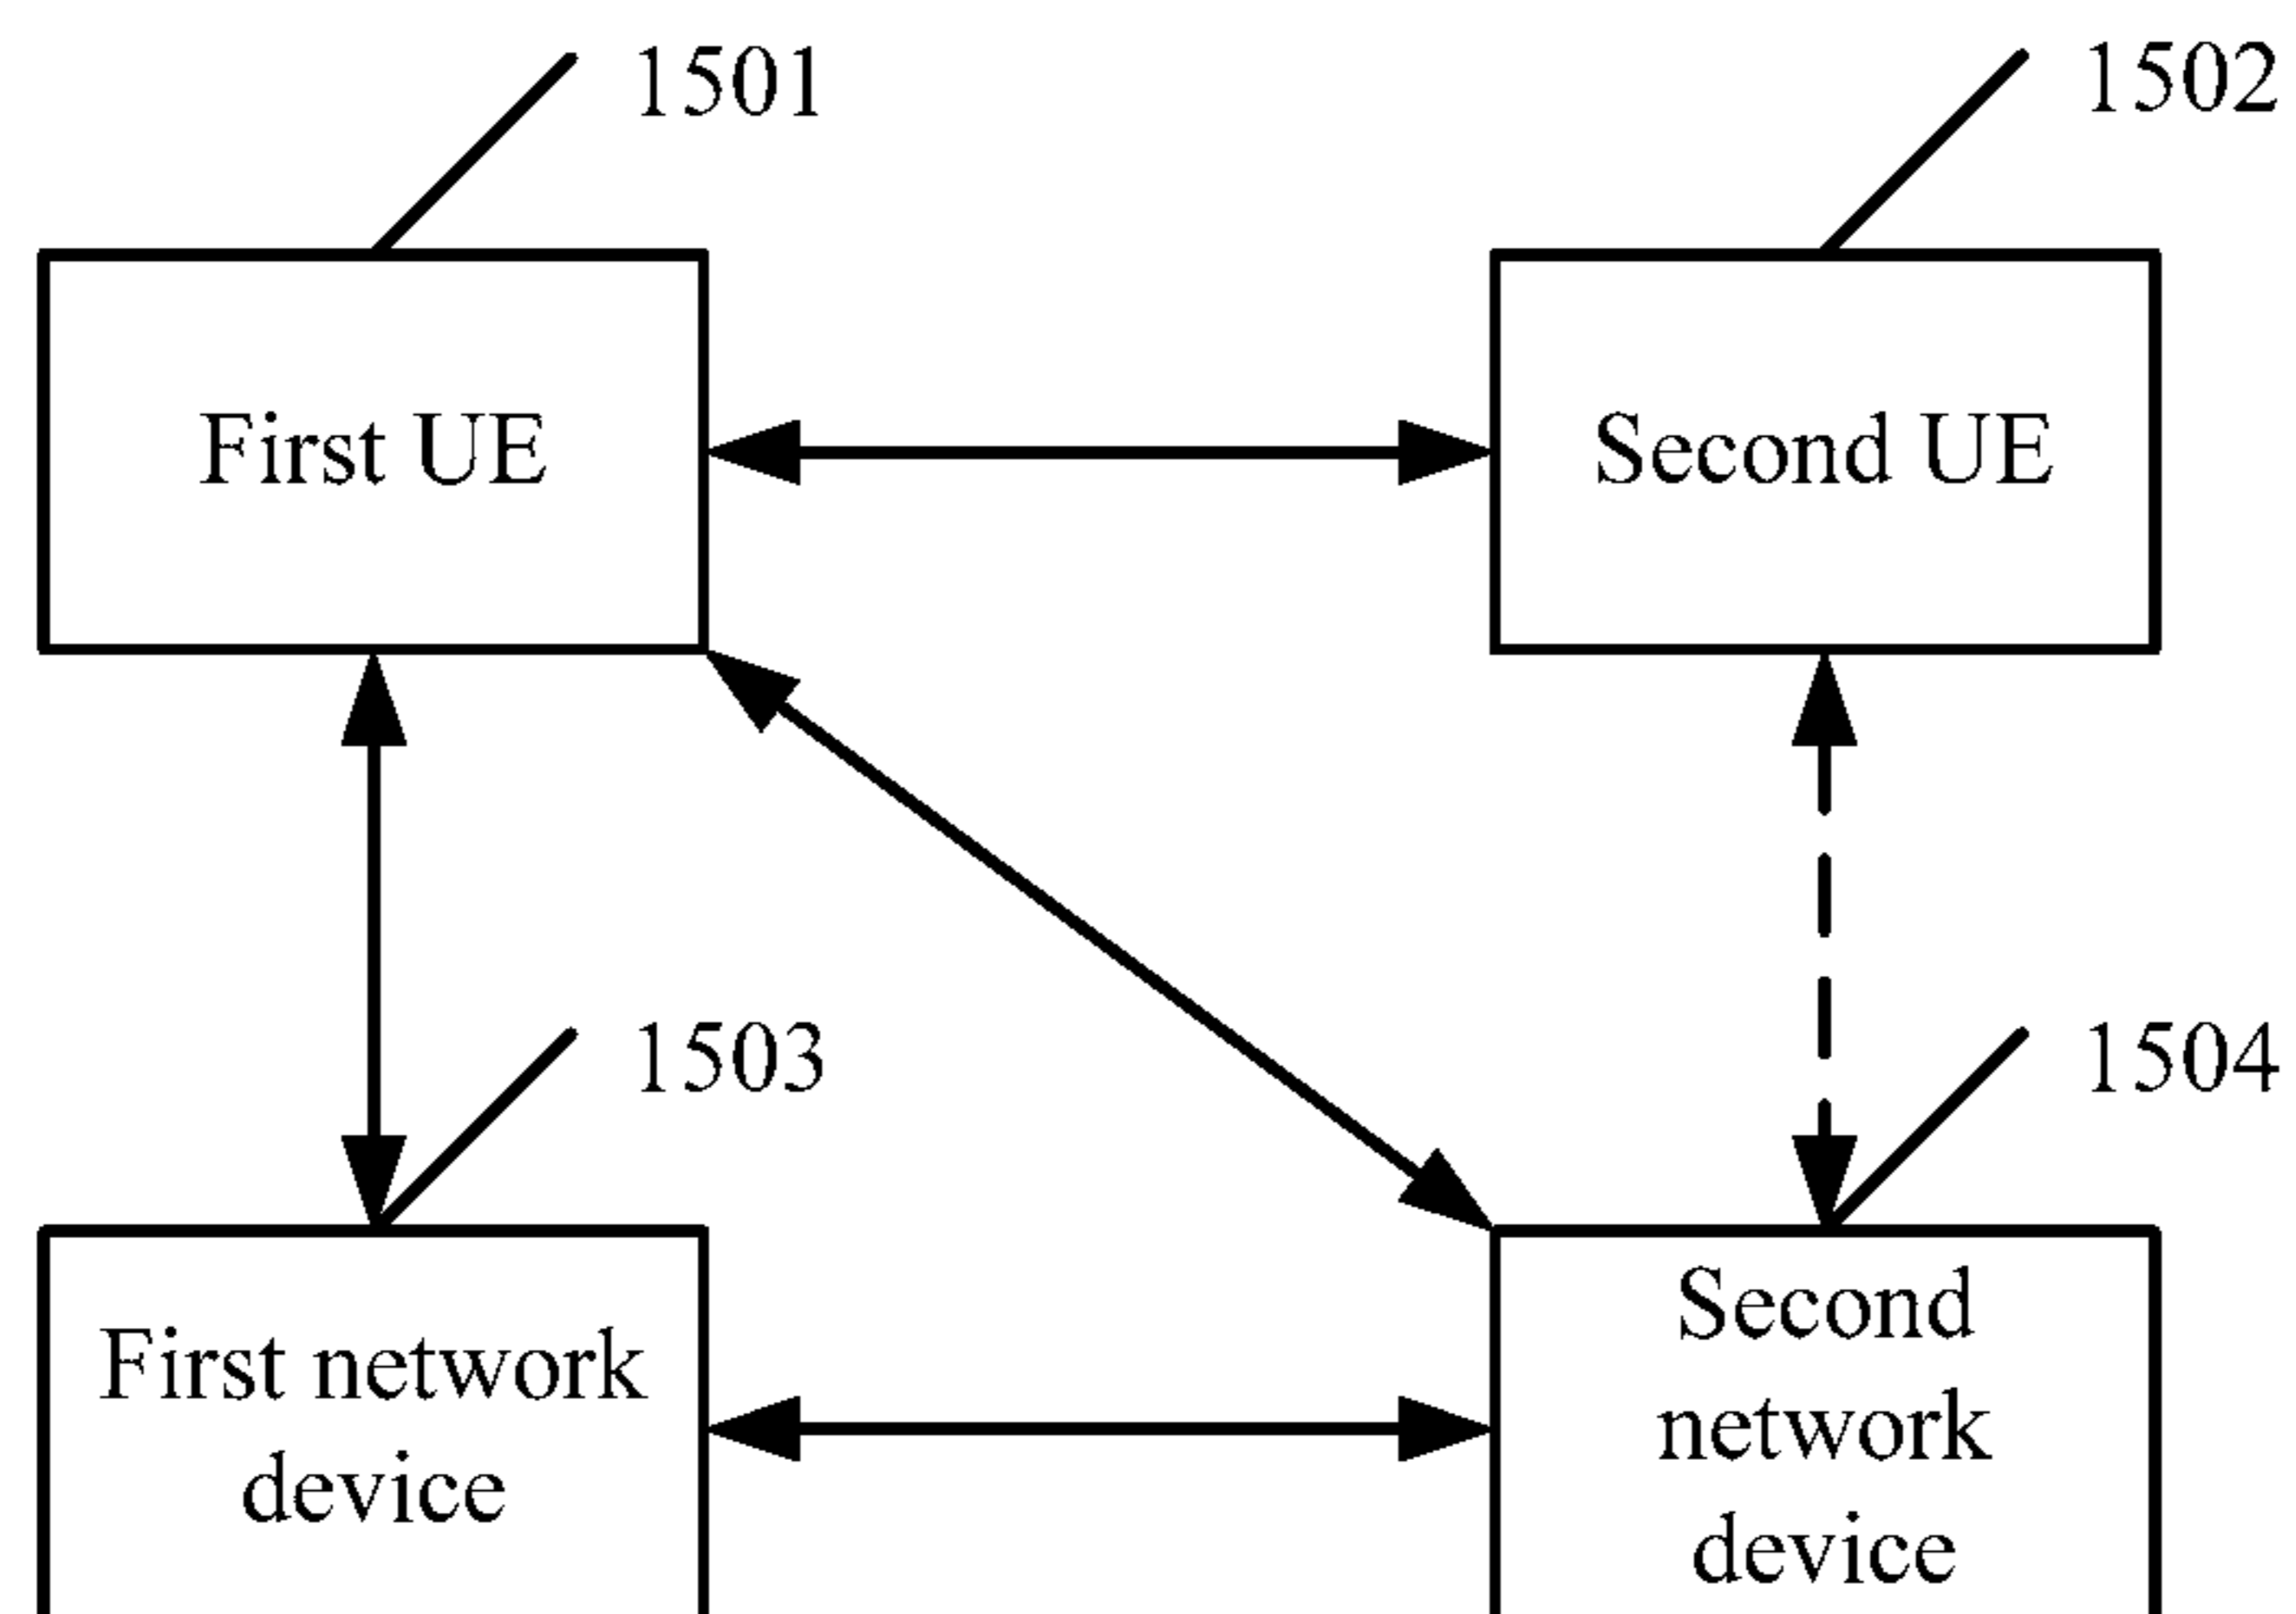 1501
1502
First UE
Second UE
1503
1504
First network
device
Second
network
device